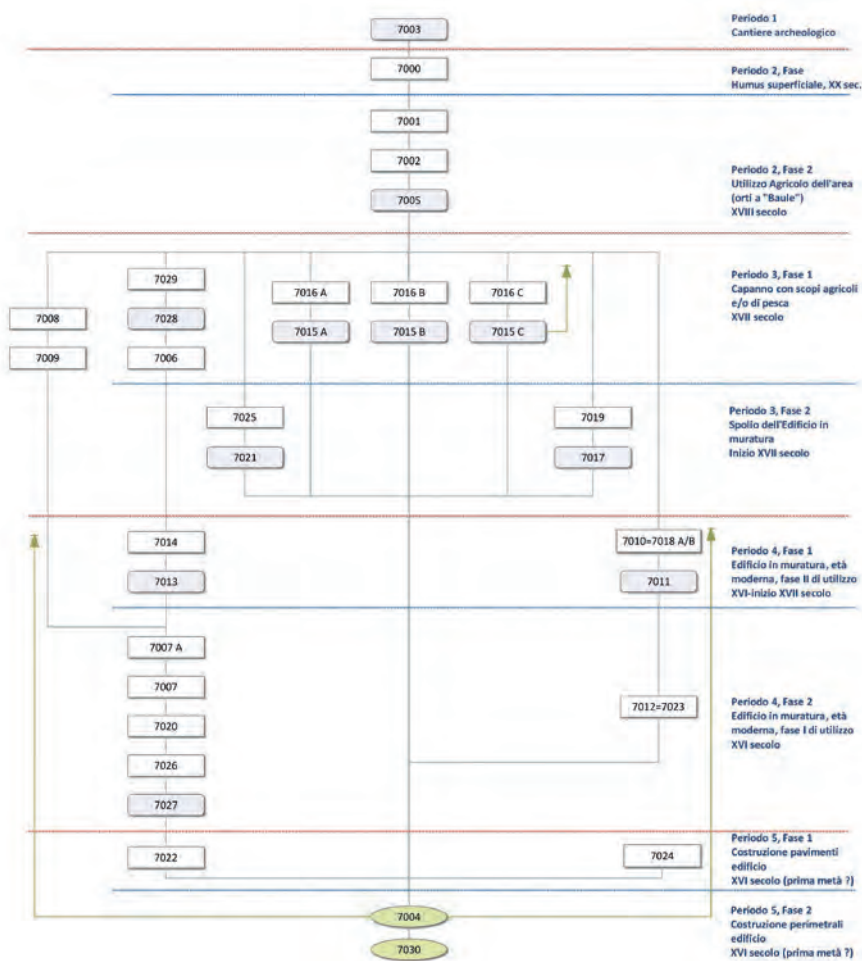 7003
Periodo 1
Cantiere archeologico
7000
Periodo 2, Fase
Humus superficiale, XX sec.
7001
7002
7005
Periodo 2, Fase 2
Utilizzo Agricolo dell'area
(orti a "Baule")
XVIII secolo
7008
7009
7029
7028
7006
7016 A
7015 A
7016 B
7015 B
7016 C
7015 C
Periodo 3, Fase 1
Capanno con scopi agricoli
e/o di pesca
XVII secolo
7025
7021
7019
7017
Periodo 3, Fase 2
Spolio dell'Edificio in
muratura
Inizio XVII secolo
7014
7013
7010=7018 A/B
7011
Periodo 4, Fase 1
Edificio in muratura, età
moderna, fase II di utilizzo
XVI-inizio XVII secolo
7007 A
7007
7020
7026
7027
7012=7023
Periodo 4, Fase 2
Edificio in muratura, età
moderna, fase I di utilizzo
XVI secolo
7022
7024
Periodo 5, Fase 1
Costruzione pavimenti
edificio
XVI secolo (prima metà ?)
7004
7030
Periodo 5, Fase 2
Costruzione perimetrali
edificio
XVI secolo (prima metà ?)